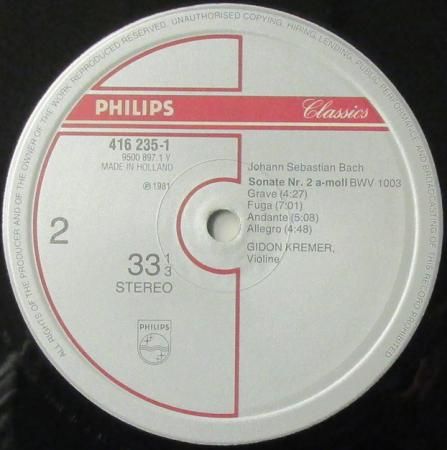 ALL RIGHTS OF THE PRODUCER AND OF THE OWNER OF THE WORK REPRODUCED RESERVED. UNAUTHORISED COPYING, HIRING, LENDING, PUBLIC PERFORMANCE AND BROADCASTING OF THIS RECORD PROHIBITED
PHILIPS Classics
416 235-1
9500 897.1 Y
MADE IN HOLLAND
℗ 1981
Johann Sebastian Bach
Sonate Nr. 2 a-moll BWV 1003
Grave (4:27)
Fuga (7:01)
Andante (5:08)
Allegro (4:48)
GIDON KREMER,
Violine
2
33 1/3
STEREO
PHILIPS